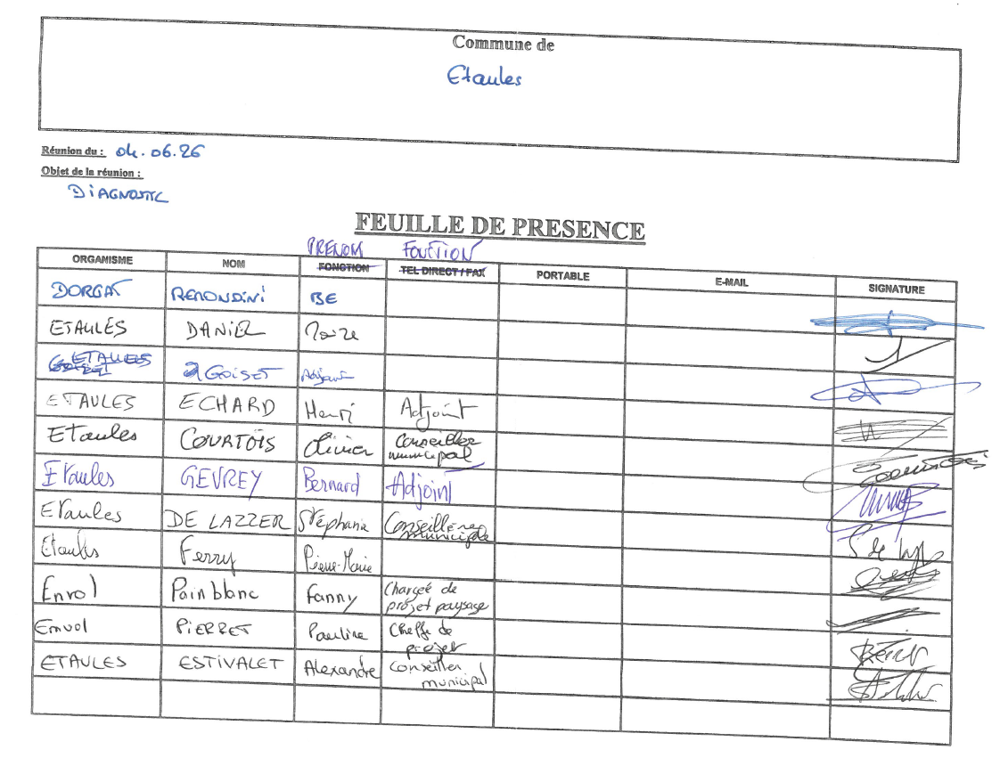 Commune de
Etaules
Réunion du : 04.06.26
Objet de la réunion :
DIAGNOSTIC
FEUILLE DE PRESENCE
PRENOM FONCTION
ORGANISME NOM FONCTION TEL DIRECT / FAX PORTABLE E-MAIL SIGNATURE
DORGAT REMONDINI BE
ETAULES DANIEL Maire
ETAULES GOISET Adjoint
ETAULES ECHARD Henri Adjoint
Etaules COURTOIS Olivier Conseiller
municipal
Etaules GEVREY Bernard Adjoint
Etaules DE LAZZER Stéphanie Conseillère
municipale
Etaules Ferry Pierre-Marie
Envol Painblanc Fanny Chargée de
projet paysage
Envol PIERRET Pauline Cheffe de
projet
ETAULES ESTIVALET Alexandre Conseiller
municipal